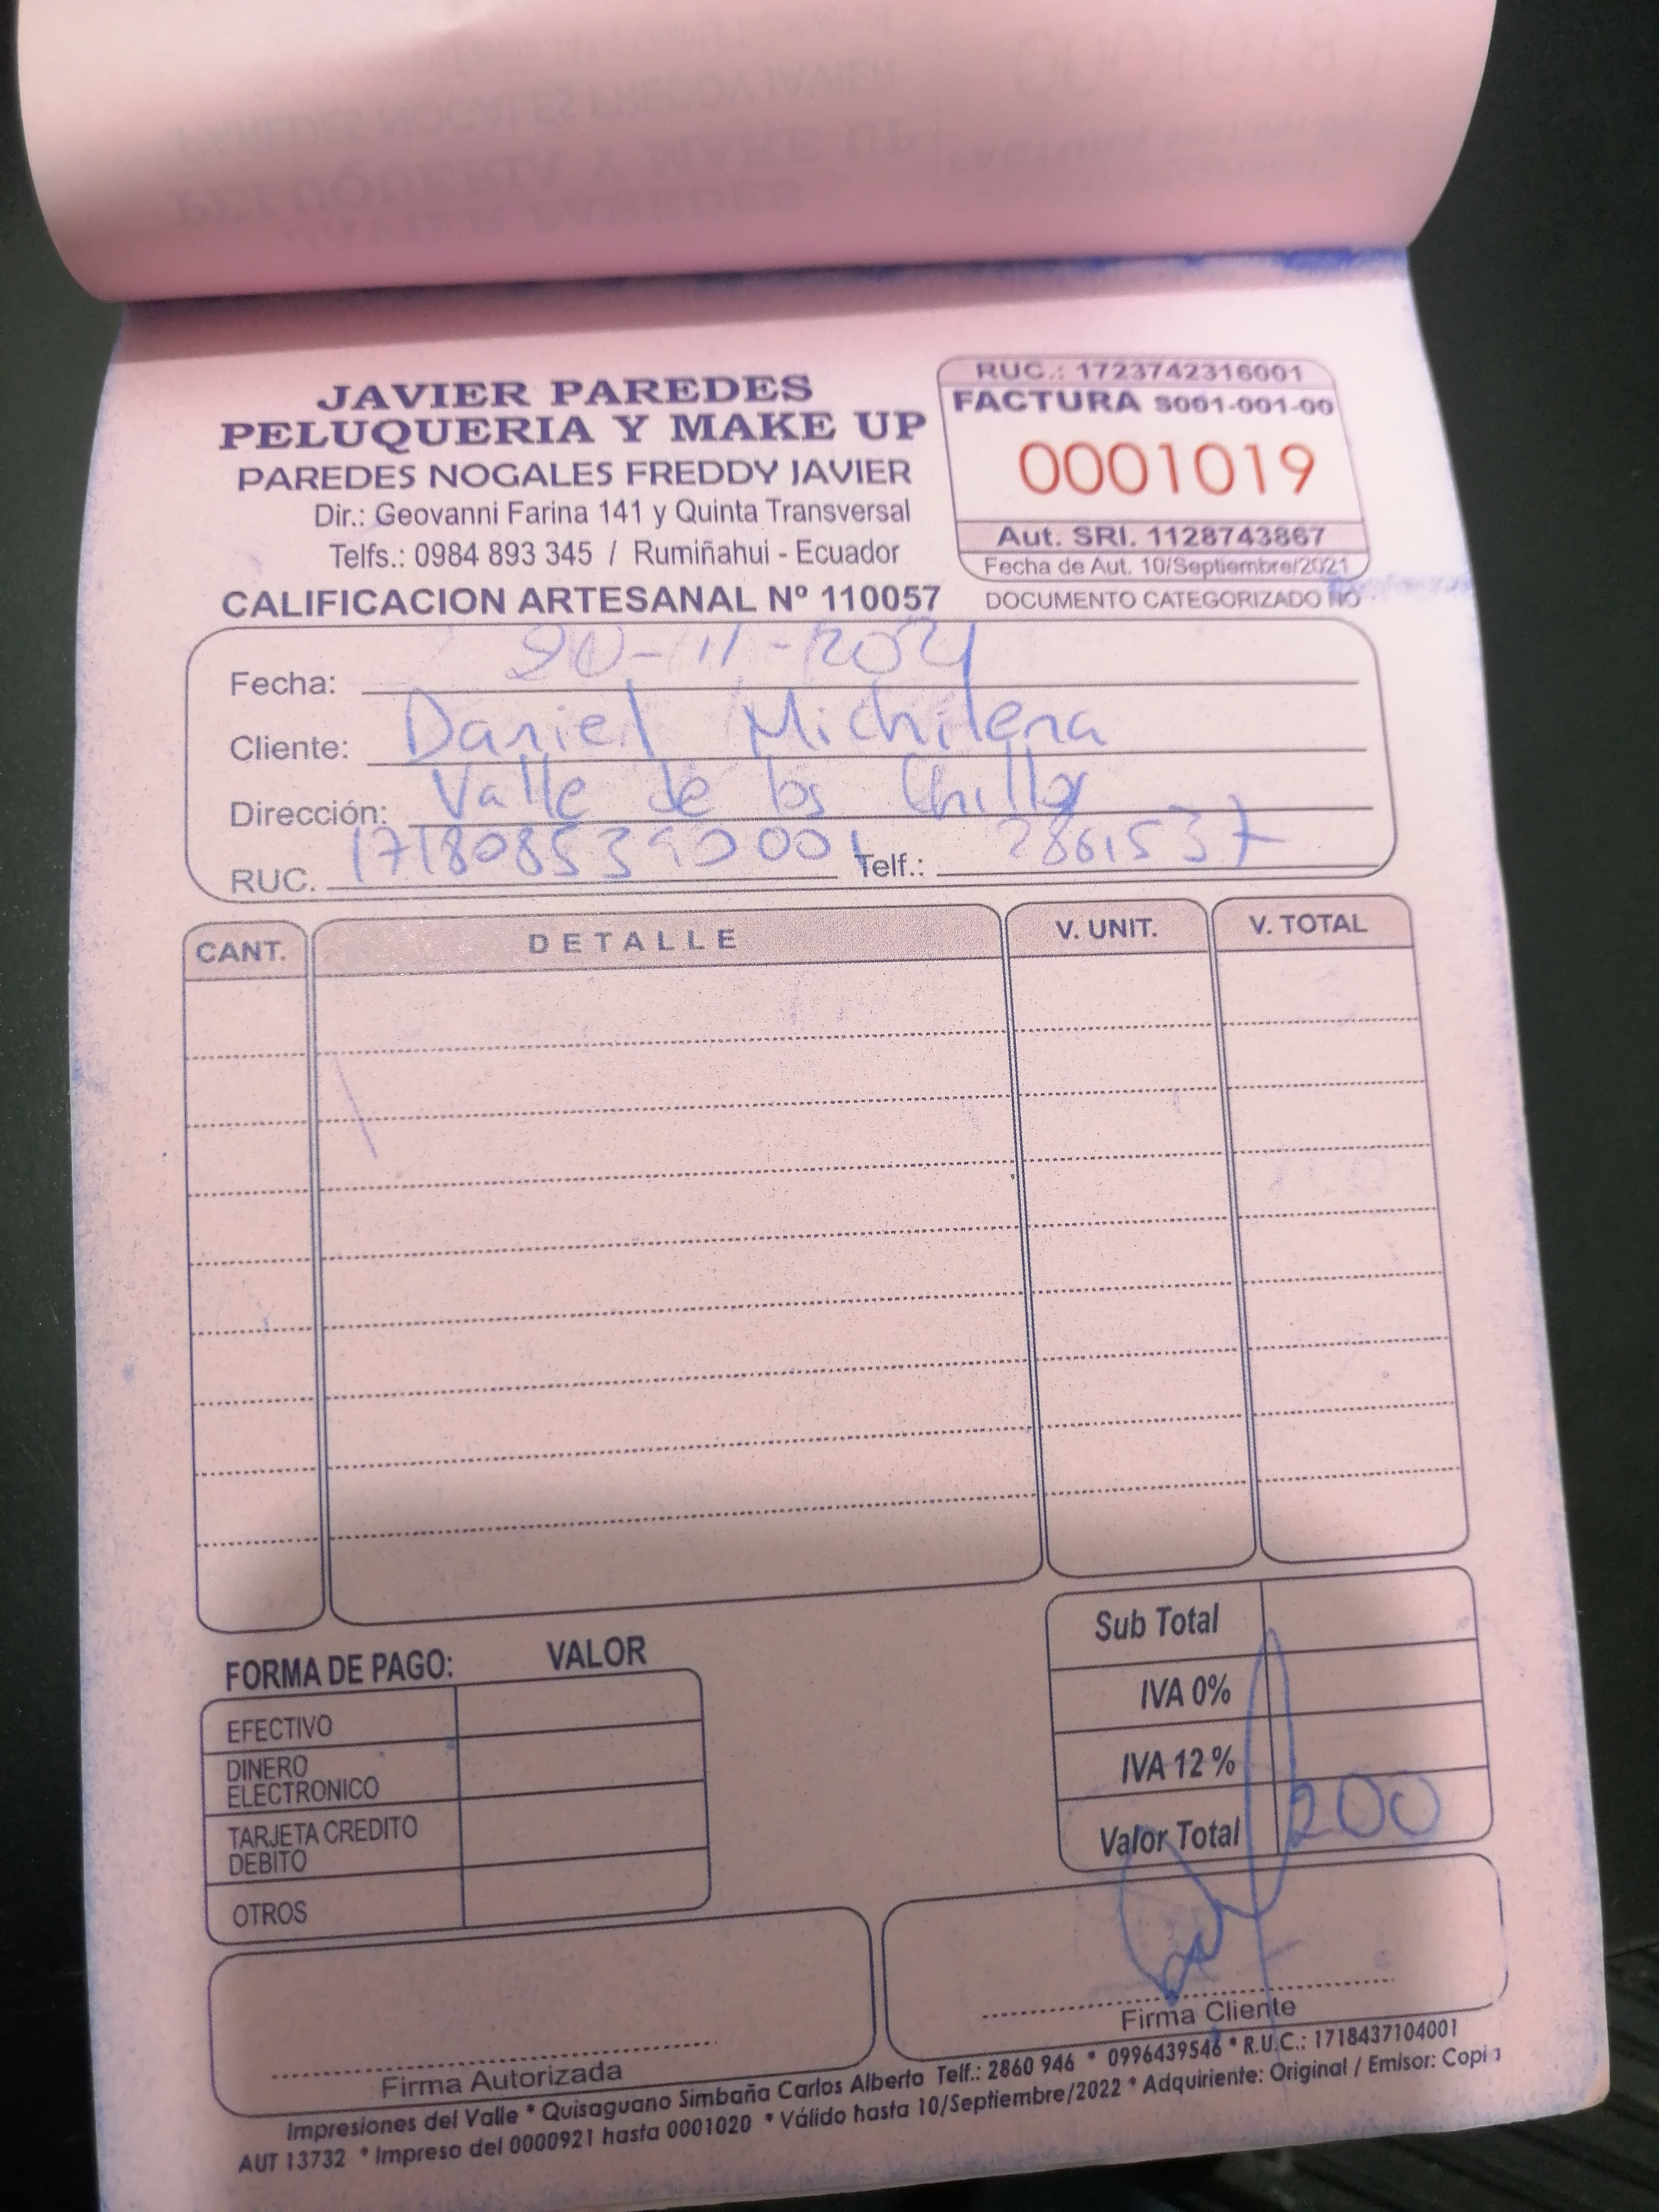 JAVIER PAREDES
PELUQUERIA Y MAKE UP
PAREDES NOGALES FREDDY JAVIER
Dir.: Geovanni Farina 141 y Quinta Transversal
Telfs.: 0984 893 345 / Rumiñahui - Ecuador
CALIFICACION ARTESANAL Nº 110057
RUC.: 1723742316001
FACTURA S001-001-00
0001019
Aut. SRI. 1128743867
Fecha de Aut. 10/Septiembre/2021
DOCUMENTO CATEGORIZADO NO
Fecha: 20-11-2021
Cliente: Daniel Michilena
Dirección: Valle de los Chillos
RUC. Telf.: 2861537
CANT. DETALLE V. UNIT. V. TOTAL
Sub Total
IVA 0%
IVA 12 %
Valor Total 200
FORMA DE PAGO: VALOR
EFECTIVO
DINERO
ELECTRONICO
TARJETA CREDITO
DEBITO
OTROS
Firma Autorizada
Firma Cliente
Impresiones del Valle * Quisaguano Simbaña Carlos Alberto Telf.: 2860 946 * 0996439546 * R.U.C.: 1718437104001
AUT 13732 * Impreso del 0000921 hasta 0001020 * Válido hasta 10/Septiembre/2022 * Adquiriente: Original / Emisor: Copia